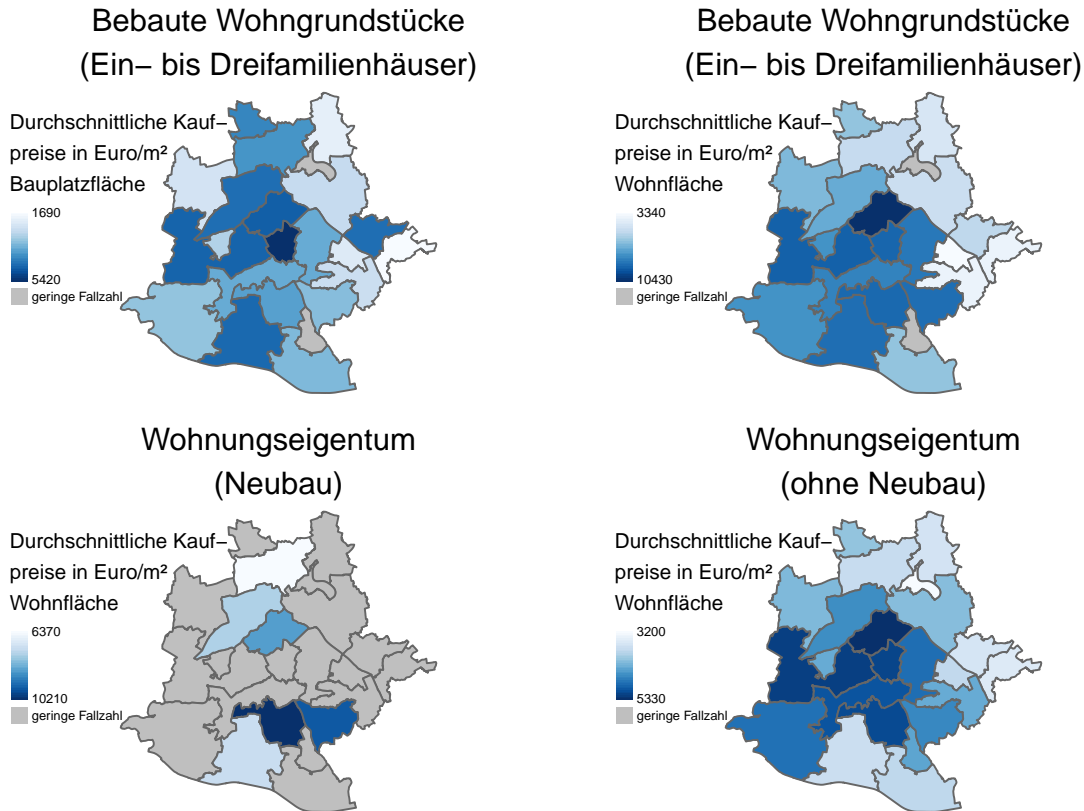 Bebaute Wohngrundstücke
(Ein− bis Dreifamilienhäuser)
Durchschnittliche Kauf−
preise in Euro/m²
Bauplatzfläche
1690
5420
geringe Fallzahl
Bebaute Wohngrundstücke
(Ein− bis Dreifamilienhäuser)
Durchschnittliche Kauf−
preise in Euro/m²
Wohnfläche
3340
10430
geringe Fallzahl
Wohnungseigentum
(Neubau)
Durchschnittliche Kauf−
preise in Euro/m²
Wohnfläche
6370
10210
geringe Fallzahl
Wohnungseigentum
(ohne Neubau)
Durchschnittliche Kauf−
preise in Euro/m²
Wohnfläche
3200
5330
geringe Fallzahl